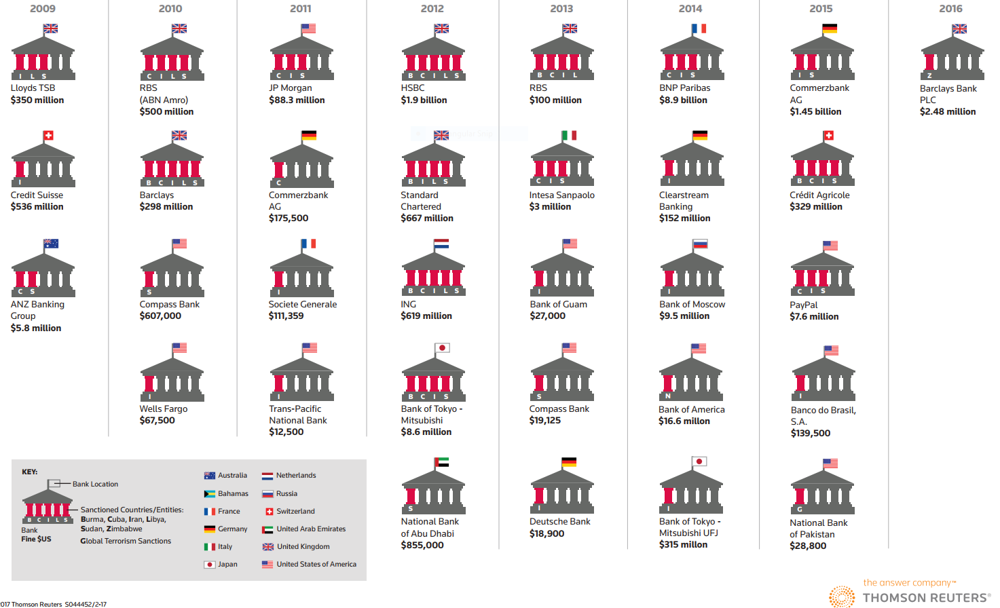 2009
2010
2011
2012
2013
2014
2015
2016
I L S
Lloyds TSB
$350 million
C I L S
RBS
(ABN Amro)
$500 million
C I S
JP Morgan
$88.3 million
B C I L S
HSBC
$1.9 billion
B C I L
RBS
$100 million
C I S
BNP Paribas
$8.9 billion
I S
Commerzbank
AG
$1.45 billion
Z
Barclays Bank
PLC
$2.48 million
I
Credit Suisse
$536 million
B C I L S
Barclays
$298 million
C
Commerzbank
AG
$175,500
B I L S
Standard
Chartered
$667 million
C I S
Intesa Sanpaolo
$3 million
I
Clearstream
Banking
$152 million
B C I S
Crédit Agricole
$329 million
C S
ANZ Banking
Group
$5.8 million
S
Compass Bank
$607,000
I
Societe Generale
$111,359
B C I L S
ING
$619 million
I
Bank of Guam
$27,000
I
Bank of Moscow
$9.5 million
C I S
PayPal
$7.6 million
I
Wells Fargo
$67,500
I
Trans-Pacific
National Bank
$12,500
B C I S
Bank of Tokyo -
Mitsubishi
$8.6 millon
S
Compass Bank
$19,125
N
Bank of America
$16.6 millon
I
Banco do Brasil,
S.A.
$139,500
S
National Bank
of Abu Dhabi
$855,000
I
Deutsche Bank
$18,900
I
Bank of Tokyo -
Mitsubishi UFJ
$315 millon
G
National Bank
of Pakistan
$28,800
KEY:
Bank Location
Sanctioned Countries/Entities:
Burma, Cuba, Iran, Libya,
Sudan, Zimbabwe
Global Terrorism Sanctions
B C I L S
Bank
Fine $US
Australia
Bahamas
France
Germany
Italy
Japan
Netherlands
Russia
Switzerland
United Arab Emirates
United Kingdom
United States of America
2017 Thomson Reuters S044452/2-17
the answer company™
THOMSON REUTERS®